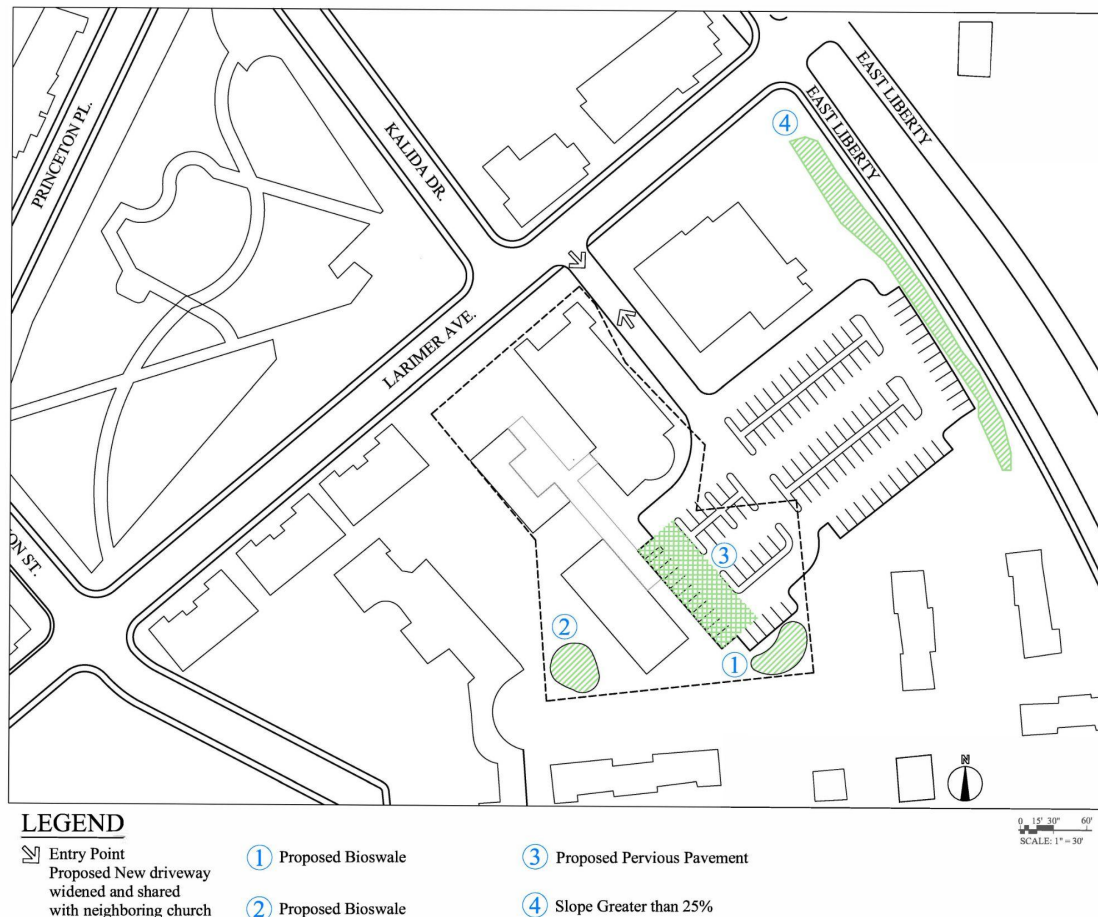 PRINCETON PL.
KALIDA DR.
EAST LIBERTY
EAST LIBERTY
4
LARIMER AVE.
ON ST.
3
2
1
N
LEGEND
0 15' 30" 60'
SCALE: 1" = 30'
Entry Point
Proposed New driveway
widened and shared
with neighboring church
1 Proposed Bioswale
2 Proposed Bioswale
3 Proposed Pervious Pavement
4 Slope Greater than 25%